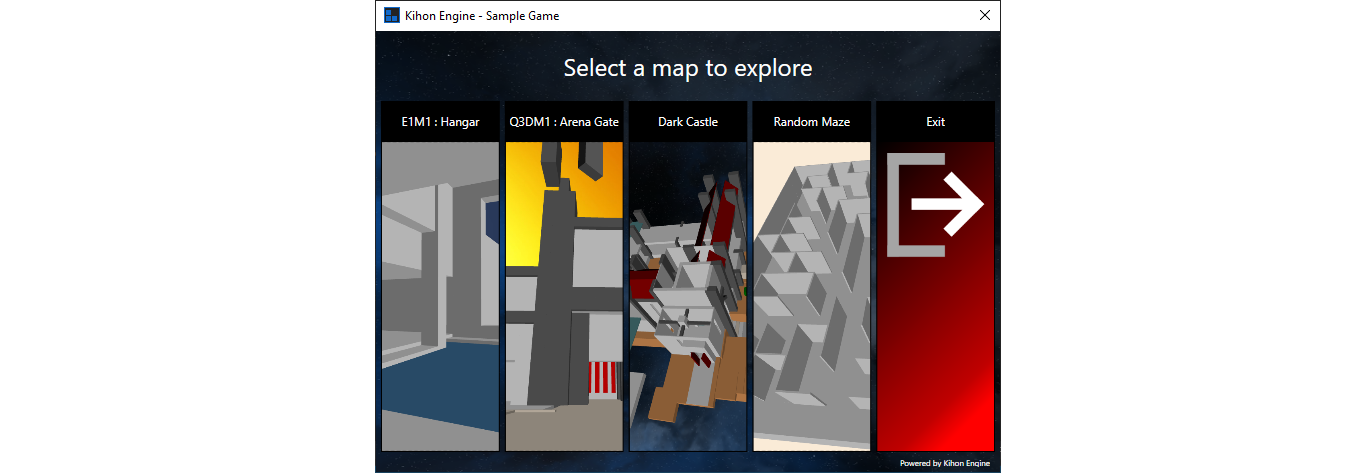 Kihon Engine - Sample Game
Select a map to explore
E1M1 : Hangar
Q3DM1 : Arena Gate
Dark Castle
Random Maze
Exit
Powered by Kihon Engine